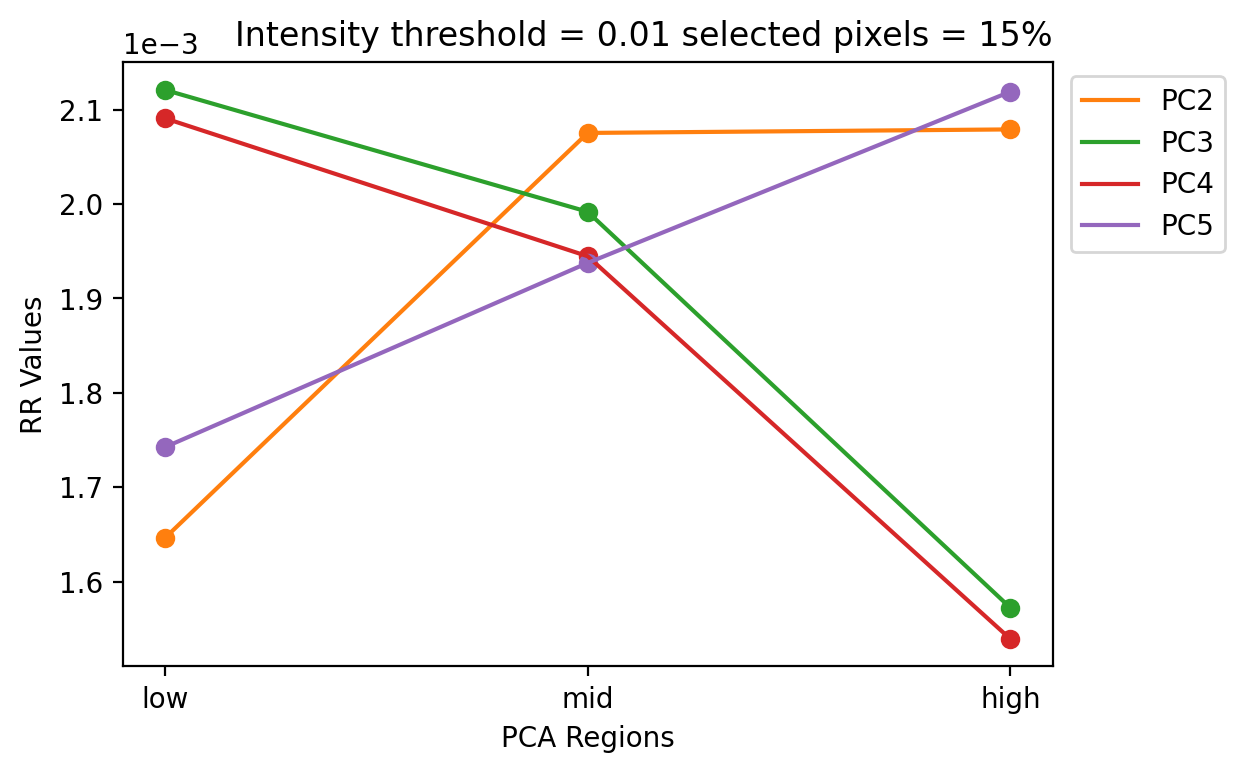 Intensity threshold = 0.01 selected pixels = 15%
1e−3
2.1
2.0
1.9
1.8
1.7
1.6
RR Values
low mid high
PCA Regions
PC2
PC3
PC4
PC5